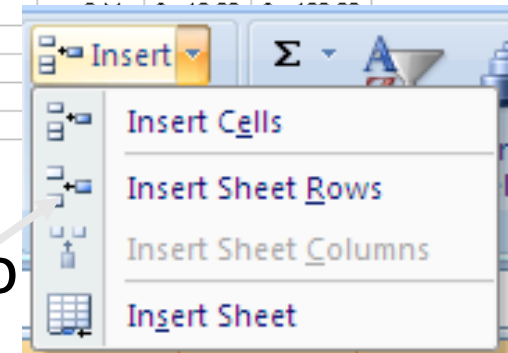 Insert Σ
Insert Cells
Insert Sheet Rows
Insert Sheet Columns
Insert Sheet